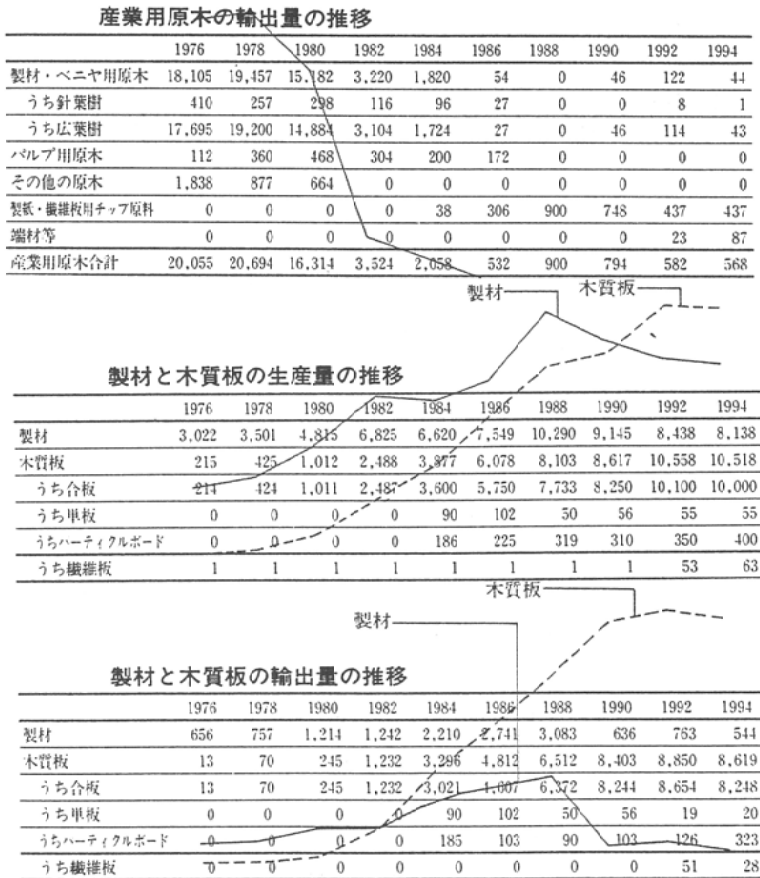 産業用原木の輸出量の推移
1976 1978 1980 1982 1984 1986 1988 1990 1992 1994
製材・ベニヤ用原木 18,105 19,457 15,182 3,220 1,820 54 0 46 122 44
うち針葉樹 410 257 298 116 96 27 0 0 8 1
うち広葉樹 17,695 19,200 14,884 3,104 1,724 27 0 46 114 43
パルプ用原木 112 360 468 304 200 172 0 0 0 0
その他の原木 1,838 877 664 0 0 0 0 0 0 0
製紙・繊維板用チップ原料 0 0 0 0 38 306 900 748 437 437
端材等 0 0 0 0 0 0 0 0 23 87
産業用原木合計 20,055 20,694 16,314 3,524 2,058 532 900 794 582 568
製材 木質板
製材と木質板の生産量の推移
1976 1978 1980 1982 1984 1986 1988 1990 1992 1994
製材 3,022 3,501 4,815 6,825 6,620 7,549 10,290 9,145 8,438 8,138
木質板 215 425 1,012 2,488 3,877 6,078 8,103 8,617 10,558 10,518
うち合板 214 424 1,011 2,487 3,600 5,750 7,733 8,250 10,100 10,000
うち単板 0 0 0 0 90 102 50 56 55 55
うちパーティクルボード 0 0 0 0 186 225 319 310 350 400
うち繊維板 1 1 1 1 1 1 1 1 53 63
木質板
製材
製材と木質板の輸出量の推移
1976 1978 1980 1982 1984 1986 1988 1990 1992 1994
製材 656 757 1,214 1,242 2,210 2,741 3,083 636 763 544
木質板 13 70 245 1,232 3,296 4,812 6,512 8,403 8,850 8,619
うち合板 13 70 245 1,232 3,021 6,372 8,244 8,654 8,248
うち単板 0 0 0 0 90 102 50 56 19 20
うちパーティクルボード 0 0 0 0 185 103 90 103 126 323
うち繊維板 0 0 0 0 0 0 0 0 51 28